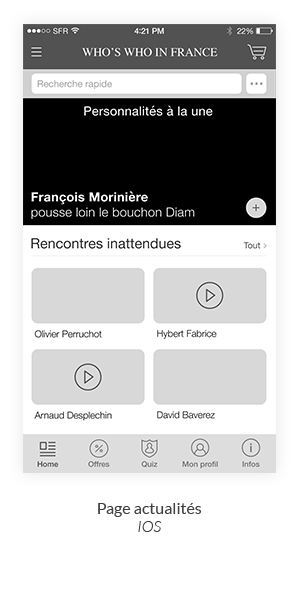 SFR 4:21 PM 22%
WHO'S WHO IN FRANCE
Recherche rapide
Personnalités à la une
François Morinière
pousse loin le bouchon Diam
Rencontres inattendues Tout >
Olivier Perruchot Hybert Fabrice
Arnaud Desplechin David Baverez
Home Offres Quiz Mon profil Infos
Page actualités
IOS